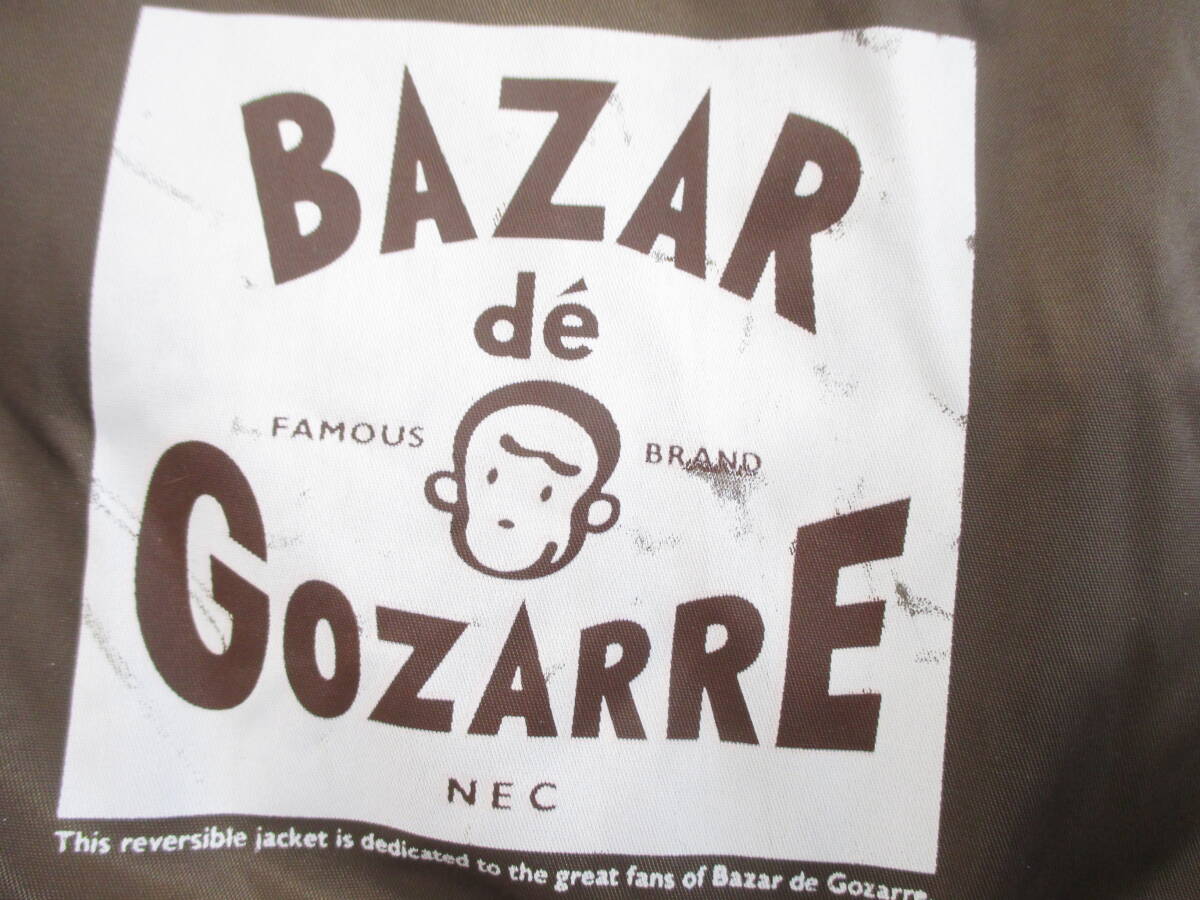 BAZAR
dé
FAMOUS BRAND
GOZARRE
NEC
This reversible jacket is dedicated to the great fans of Bazar de Gozarre.